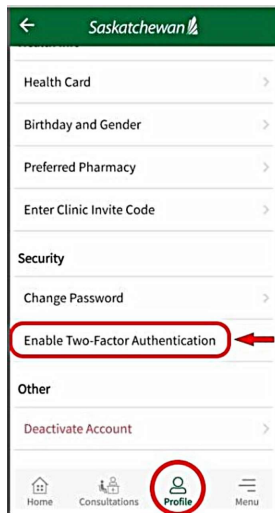 Saskatchewan
Health Card
Birthday and Gender
Preferred Pharmacy
Enter Clinic Invite Code
Security
Change Password
Enable Two-Factor Authentication
Other
Deactivate Account
Home Consultations Profile Menu